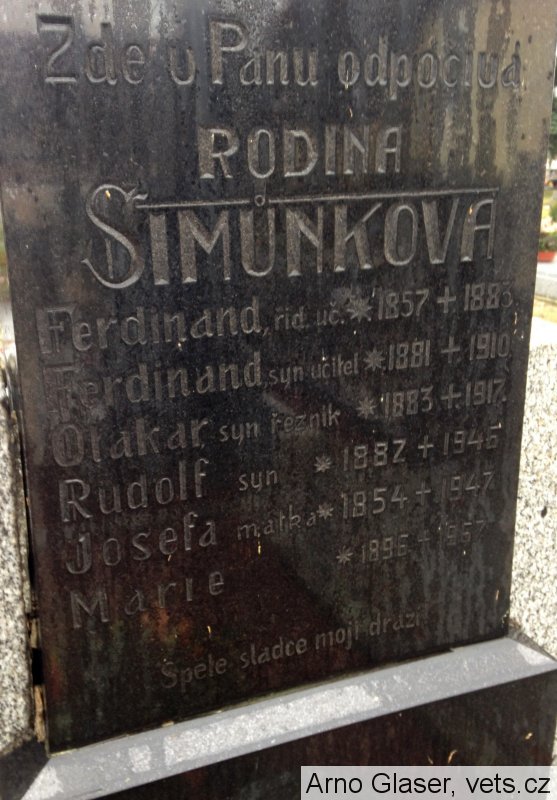 Zde v Pánu odpočívá
RODINA
ŠIMŮNKOVA
Ferdinand, říd. uč. * 1857 + 1883
Ferdinand, syn učitel * 1881 + 1910
Otakar syn řezník * 1883 + 1917
Rudolf syn * 1882 + 1946
Josefa matka * 1854 + 1947
Marie * 1896 +
Spěte sladce moji drazí
Arno Glaser, vets.cz